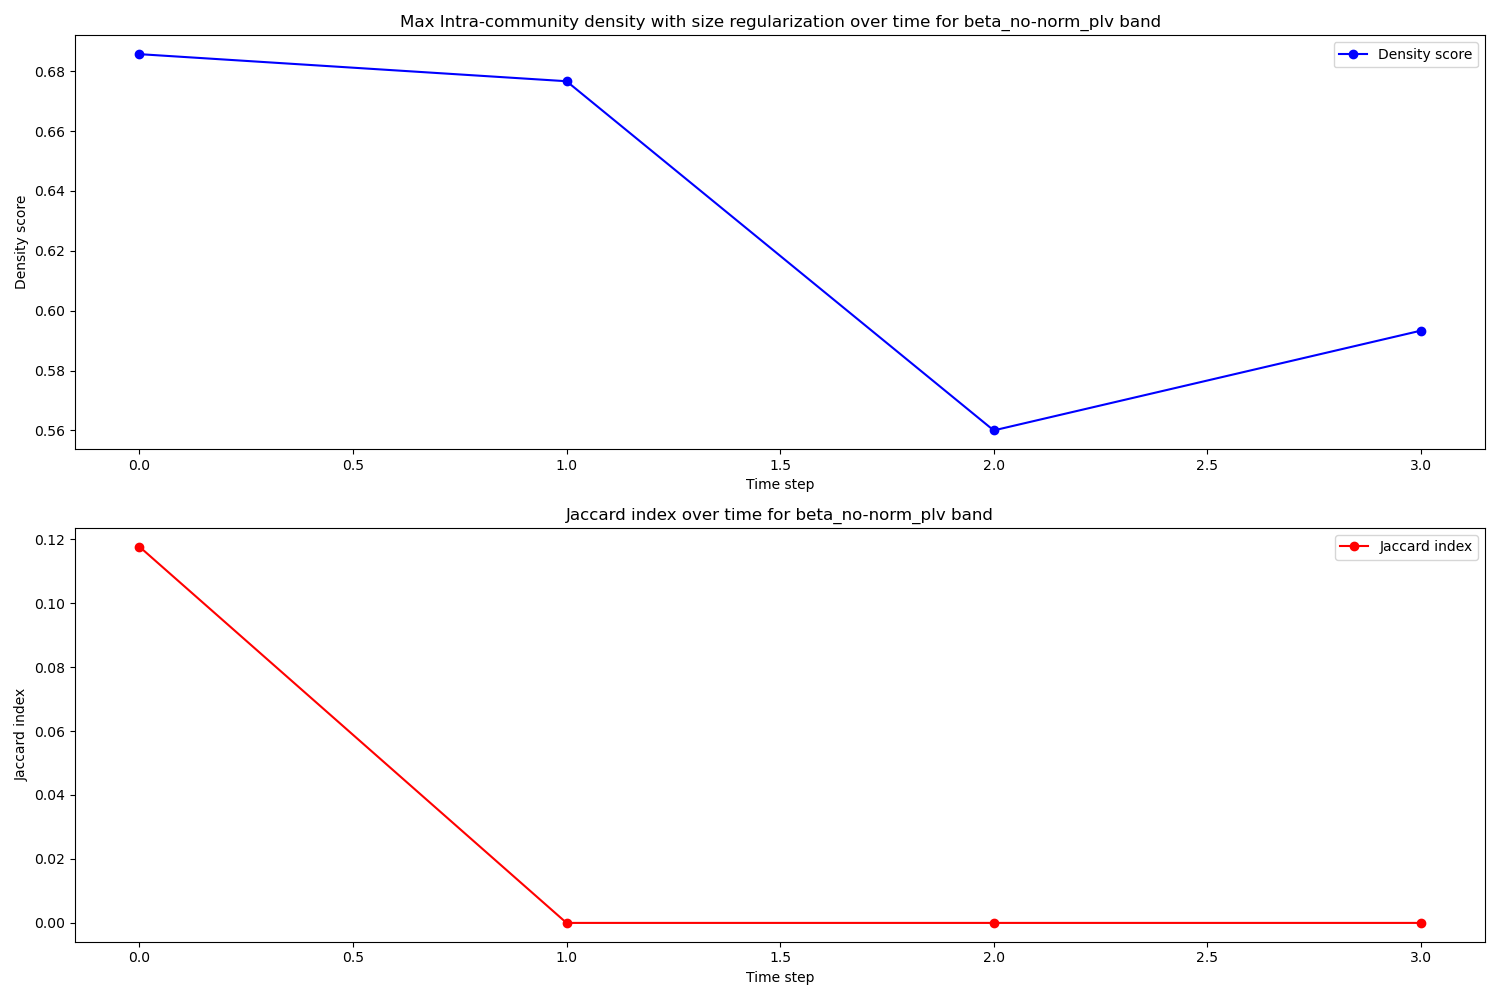 Max Intra-community density with size regularization over time for beta_no-norm_plv band
Density score
0.68
0.66
0.64
0.62
0.60
0.58
0.56
Density score
0.0 0.5 1.0 1.5 2.0 2.5 3.0
Time step
Jaccard index over time for beta_no-norm_plv band
Jaccard index
0.12
0.10
0.08
0.06
0.04
0.02
0.00
Jaccard index
0.0 0.5 1.0 1.5 2.0 2.5 3.0
Time step